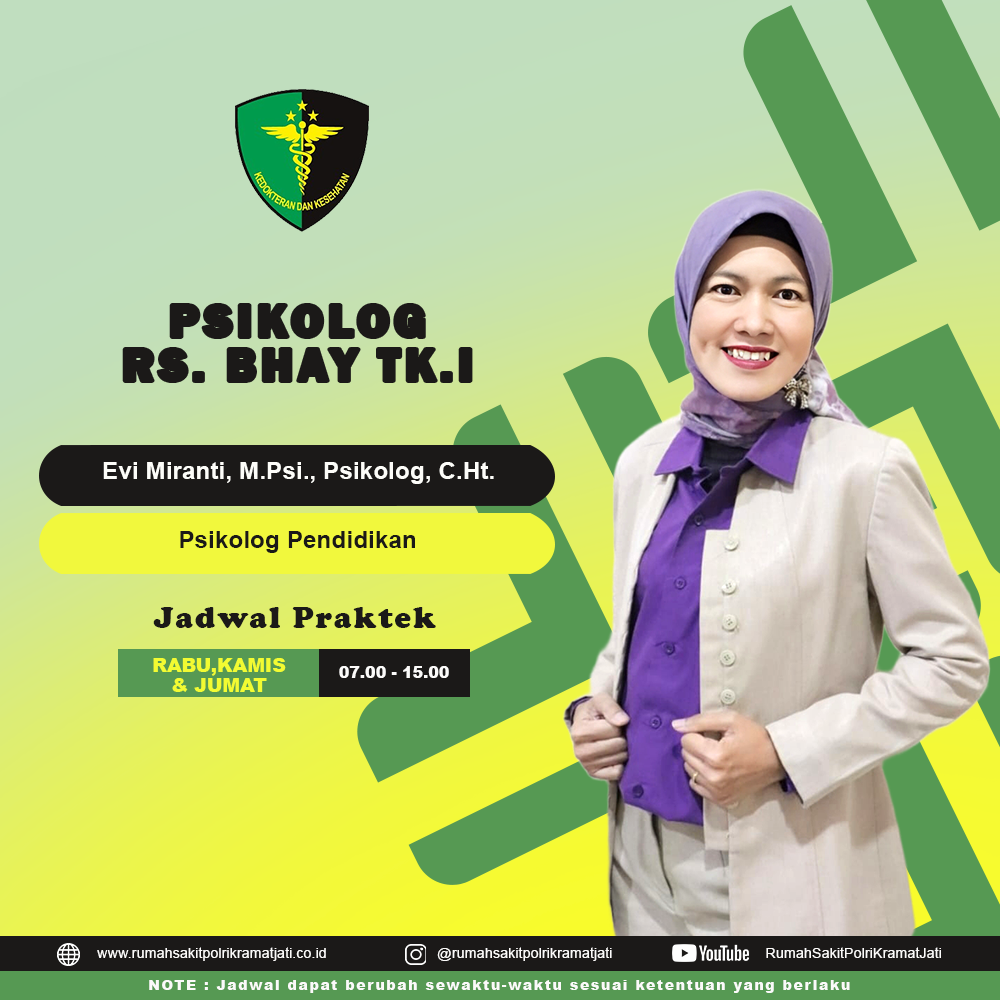 KEDOKTERAN DAN KESEHATAN
PSIKOLOG
RS. BHAY TK.I
Evi Miranti, M.Psi., Psikolog, C.Ht.
Psikolog Pendidikan
Jadwal Praktek
RABU,KAMIS
& JUMAT
07.00 - 15.00
www.rumahsakitpolrikramatjati.co.id
@rumahsakitpolrikramatjati
YouTube RumahSakitPolriKramatJati
NOTE : Jadwal dapat berubah sewaktu-waktu sesuai ketentuan yang berlaku